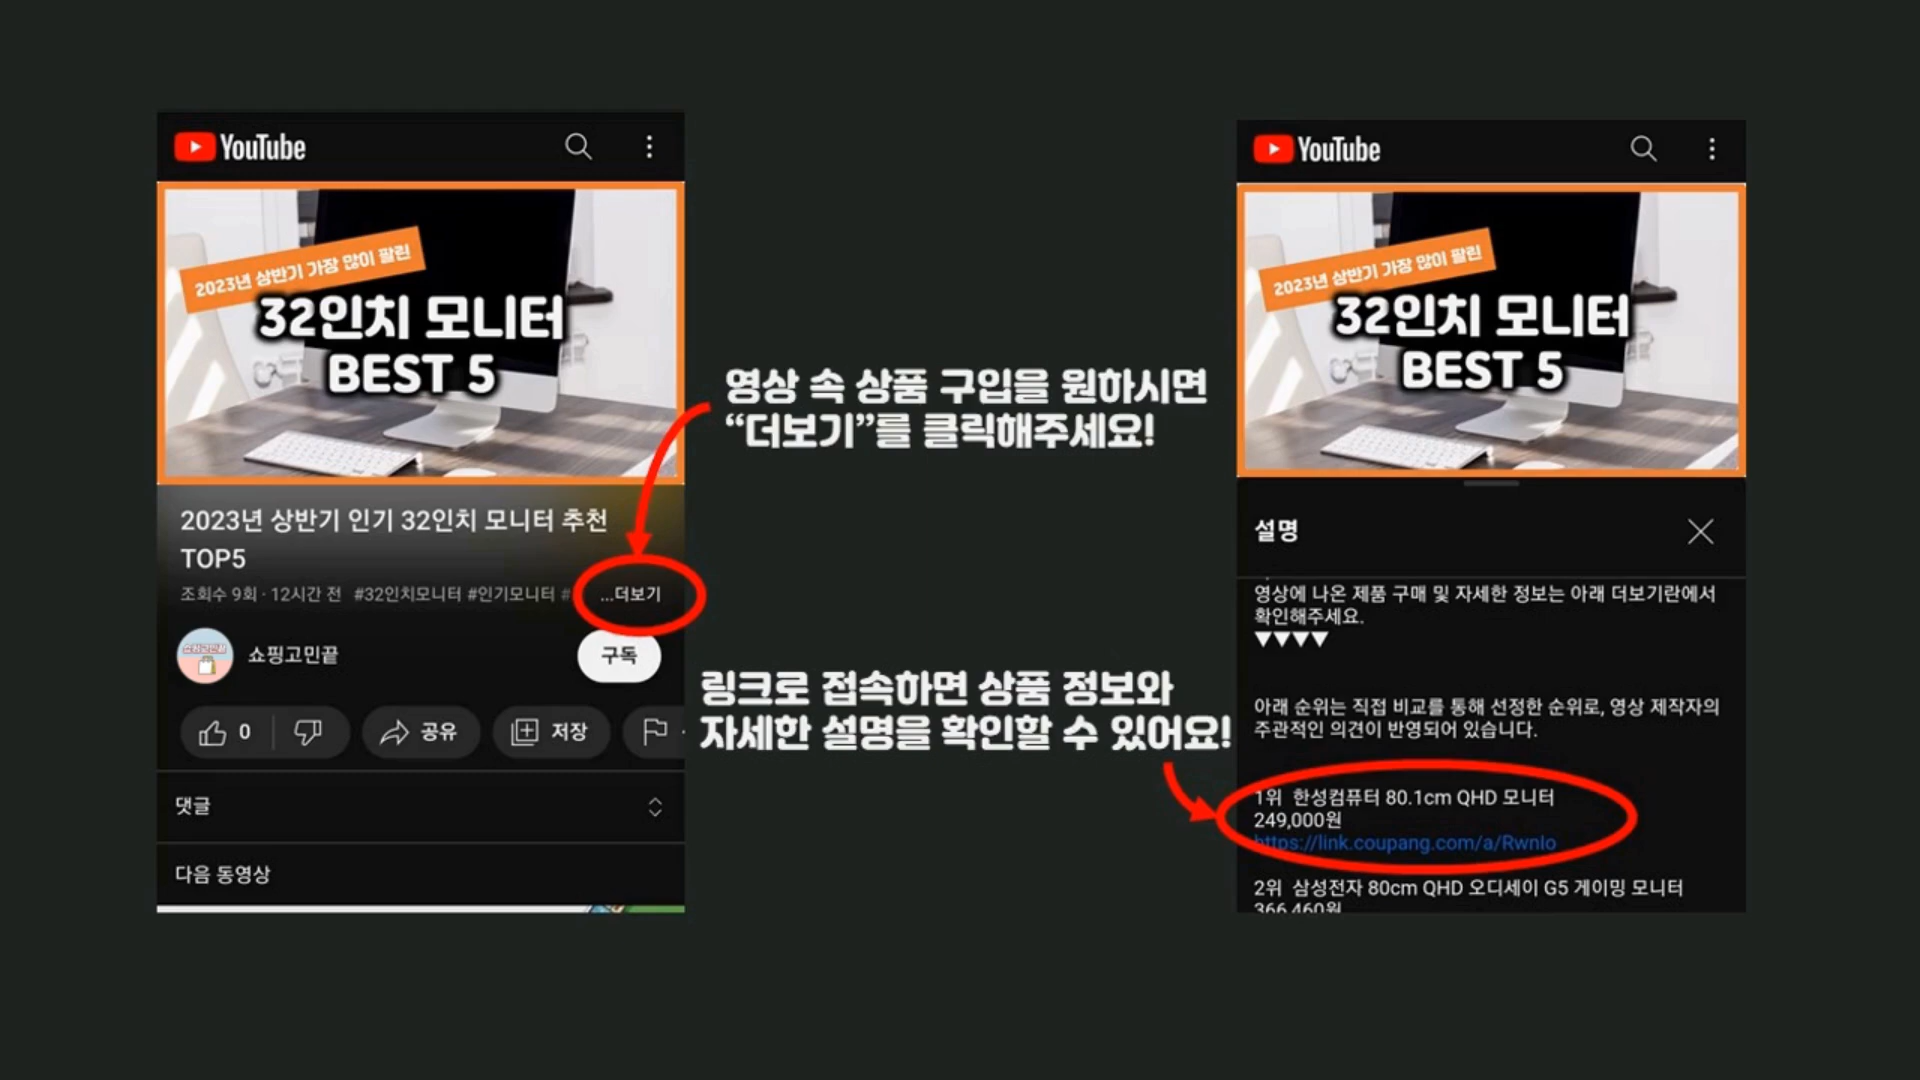 YouTube
2023년 상반기 가장 많이 팔린
32인치 모니터
BEST 5
2023년 상반기 인기 32인치 모니터 추천
TOP5
조회수 9회 · 12시간 전 #32인치모니터 #인기모니터 # ...더보기
쇼핑고민끝
쇼핑고민끝
구독
0
공유
저장
댓글
다음 동영상
영상 속 상품 구입을 원하시면
“더보기”를 클릭해주세요!
링크로 접속하면 상품 정보와
자세한 설명을 확인할 수 있어요!
YouTube
2023년 상반기 가장 많이 팔린
32인치 모니터
BEST 5
설명
영상에 나온 제품 구매 및 자세한 정보는 아래 더보기란에서
확인해주세요.
▼▼▼▼
아래 순위는 직접 비교를 통해 선정한 순위로, 영상 제작자의
주관적인 의견이 반영되어 있습니다.
1위 한성컴퓨터 80.1cm QHD 모니터
249,000원
https://link.coupang.com/a/RwnIo
2위 삼성전자 80cm QHD 오디세이 G5 게이밍 모니터
366,460원